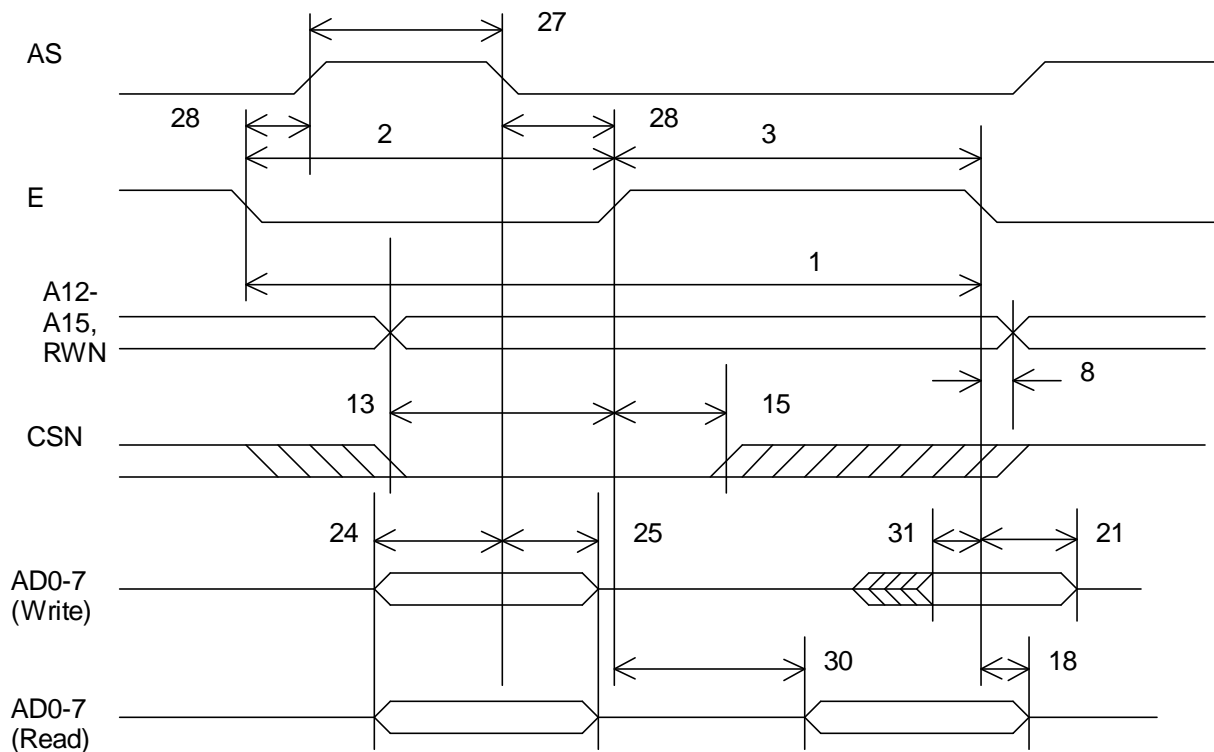 27
AS
28
2
28
3
E
1
A12-
A15,
RWN
8
13
15
CSN
24
25
31
21
AD0-7
(Write)
30
18
AD0-7
(Read)